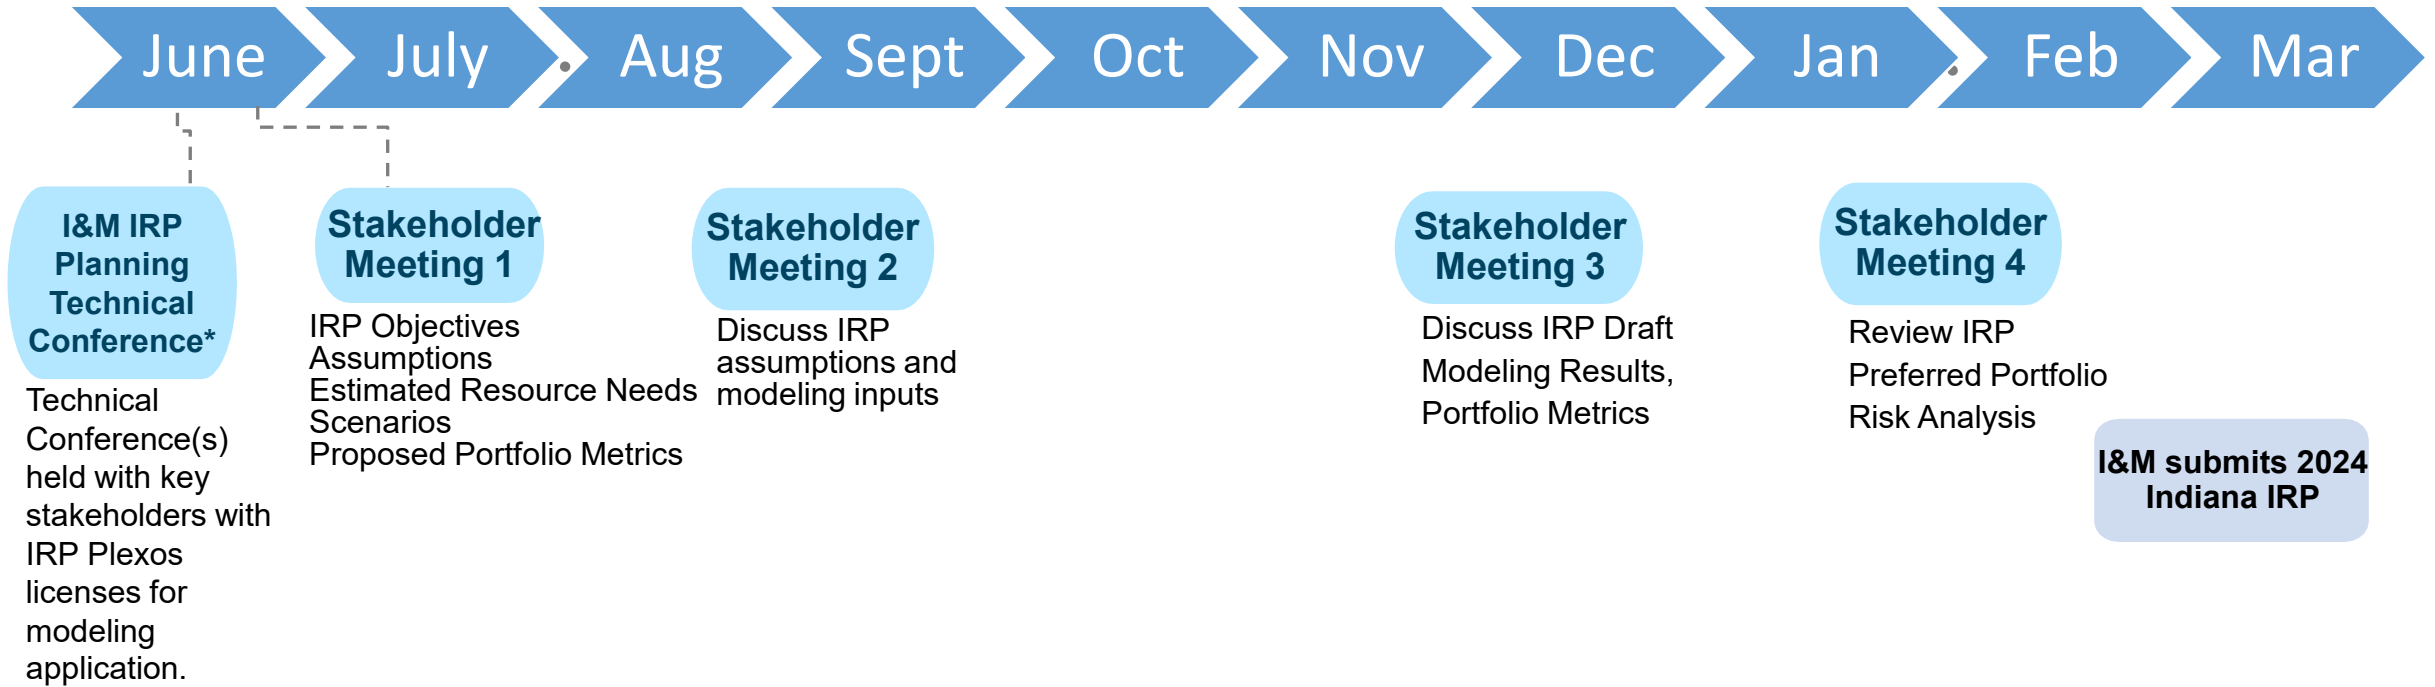 June
July
Aug
Sept
Oct
Nov
Dec
Jan
Feb
Mar
I&M IRP
Planning
Technical
Conference*
Technical
Conference(s)
held with key
stakeholders with
IRP Plexos
licenses for
modeling
application.
Stakeholder
Meeting 1
IRP Objectives
Assumptions
Estimated Resource Needs
Scenarios
Proposed Portfolio Metrics
Stakeholder
Meeting 2
Discuss IRP
assumptions and
modeling inputs
Stakeholder
Meeting 3
Discuss IRP Draft
Modeling Results,
Portfolio Metrics
Stakeholder
Meeting 4
Review IRP
Preferred Portfolio
Risk Analysis
I&M submits 2024
Indiana IRP